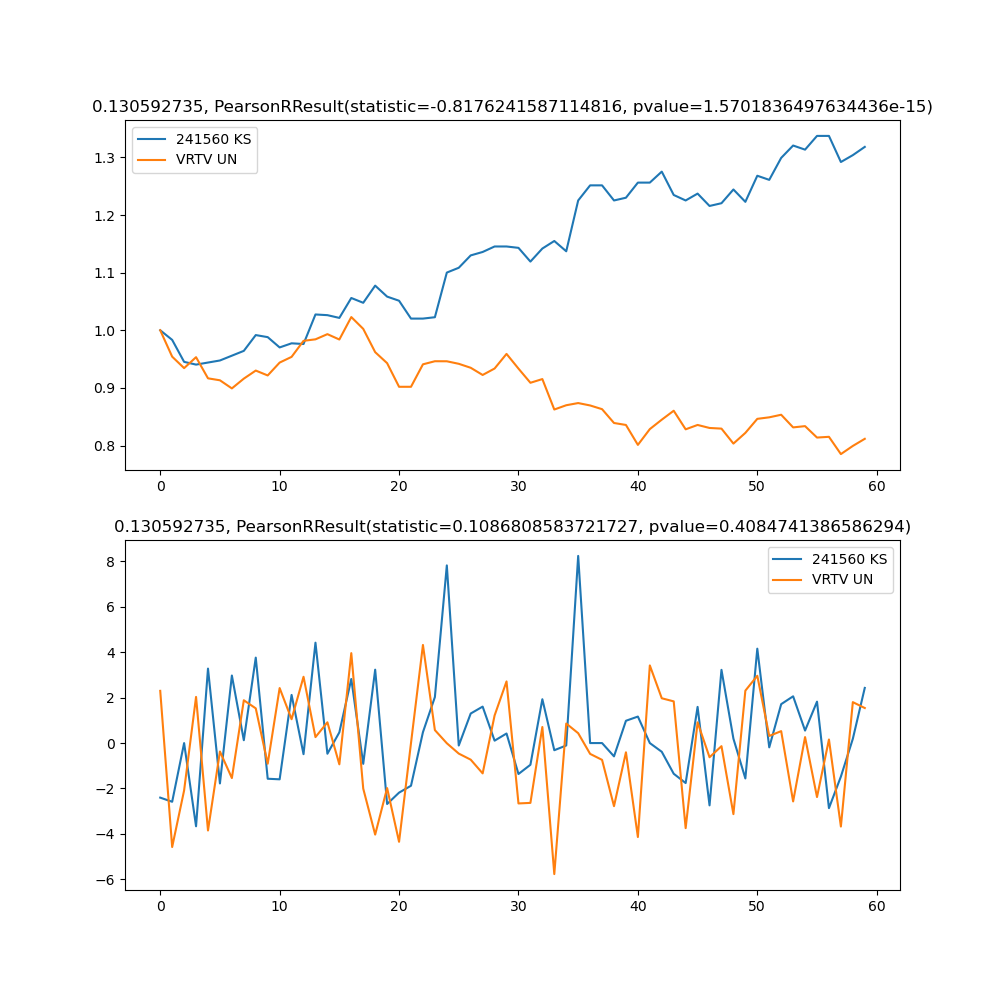 0.130592735, PearsonRResult(statistic=-0.8176241587114816, pvalue=1.5701836497634436e-15)
241560 KS
VRTV UN
1.3
1.2
1.1
1.0
0.9
0.8
0 10 20 30 40 50 60
0.130592735, PearsonRResult(statistic=0.1086808583721727, pvalue=0.4084741386586294)
241560 KS
VRTV UN
8
6
4
2
0
−2
−4
−6
0 10 20 30 40 50 60